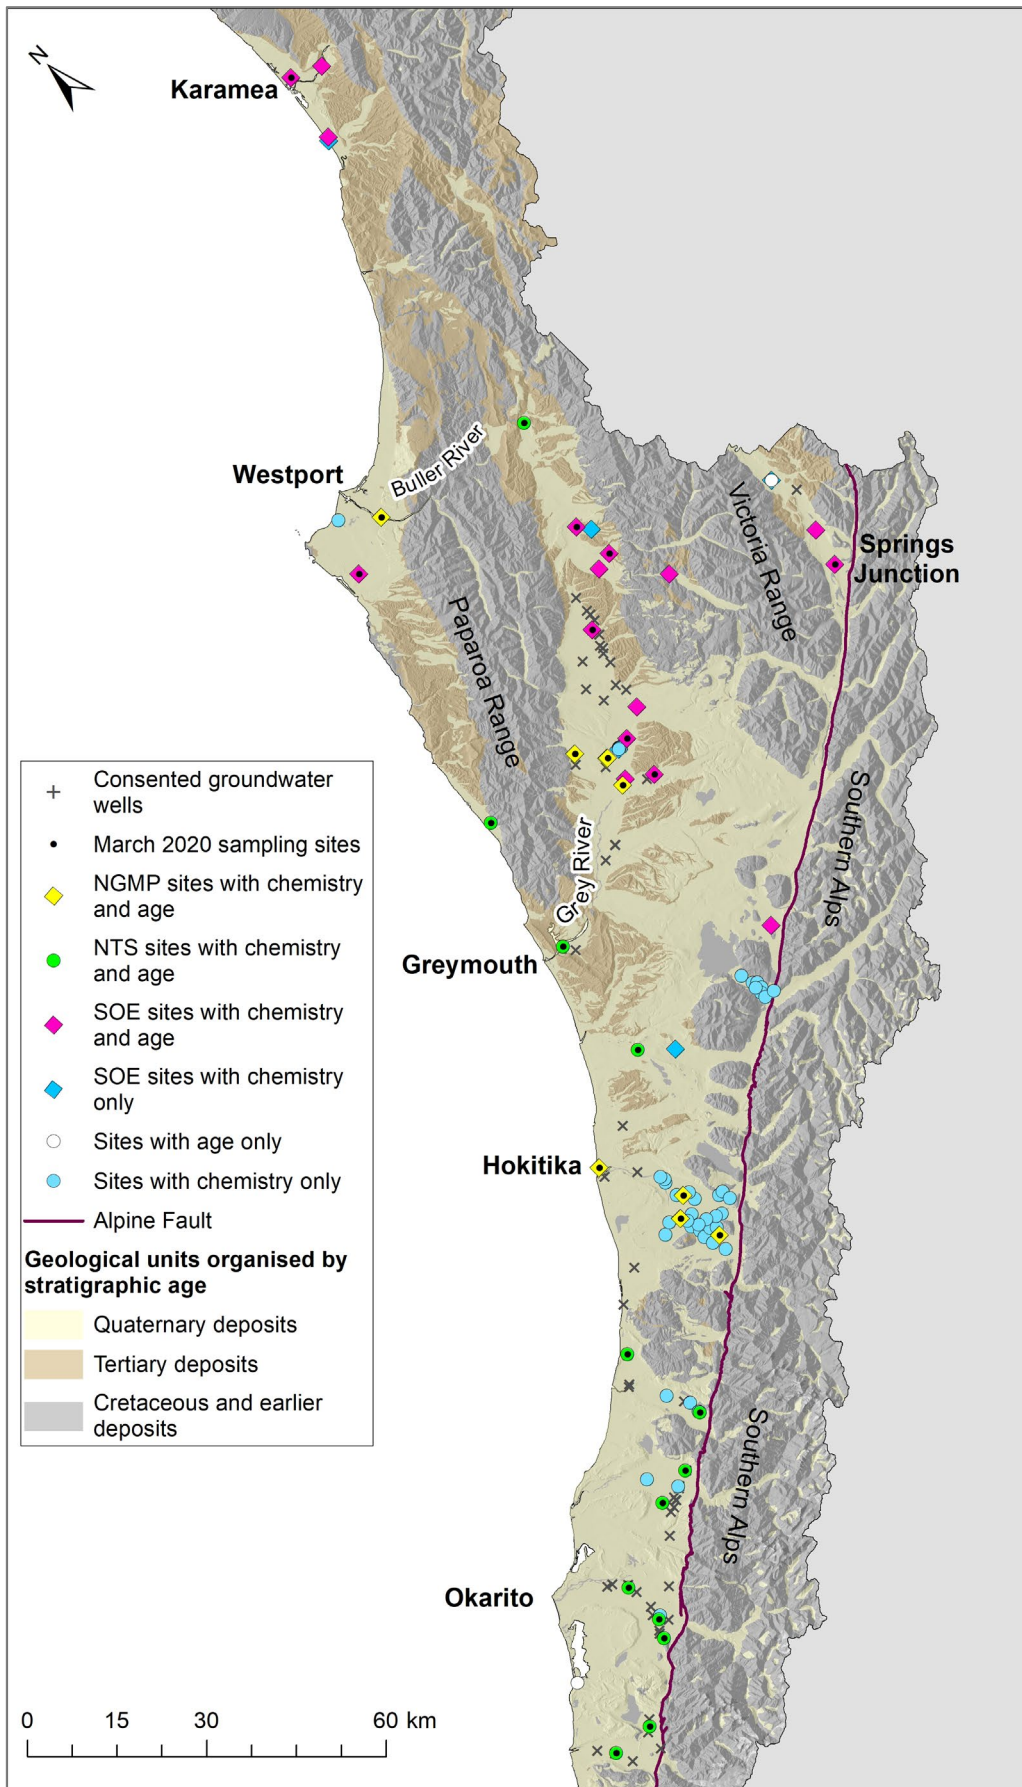 N
Karamea
Westport
Buller River
Victoria Range
Springs
Junction
Paparoa Range
Southern Alps
Grey River
Greymouth
Hokitika
Southern Alps
Okarito
Consented groundwater
wells
March 2020 sampling sites
NGMP sites with chemistry
and age
NTS sites with chemistry
and age
SOE sites with chemistry
and age
SOE sites with chemistry
only
Sites with age only
Sites with chemistry only
Alpine Fault
Geological units organised by
stratigraphic age
Quaternary deposits
Tertiary deposits
Cretaceous and earlier
deposits
0 15 30 60 km